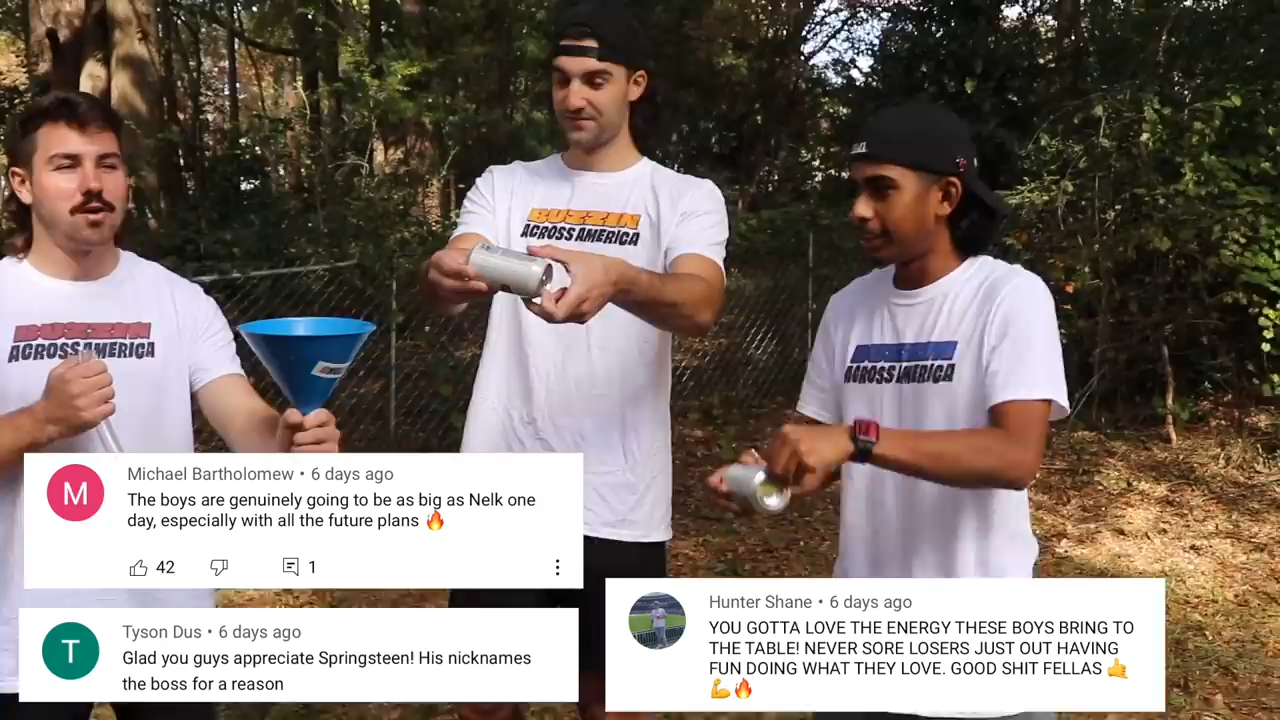 BUZZIN
ACROSS AMERICA
BUZZIN
ACROSS AMERICA
BUZZIN
ACROSS AMERICA
M
Michael Bartholomew • 6 days ago
The boys are genuinely going to be as big as Nelk one
day, especially with all the future plans 🔥
42
1
T
Tyson Dus • 6 days ago
Glad you guys appreciate Springsteen! His nicknames
the boss for a reason
Hunter Shane • 6 days ago
YOU GOTTA LOVE THE ENERGY THESE BOYS BRING TO
THE TABLE! NEVER SORE LOSERS JUST OUT HAVING
FUN DOING WHAT THEY LOVE. GOOD SHIT FELLAS 🤙
💪🔥